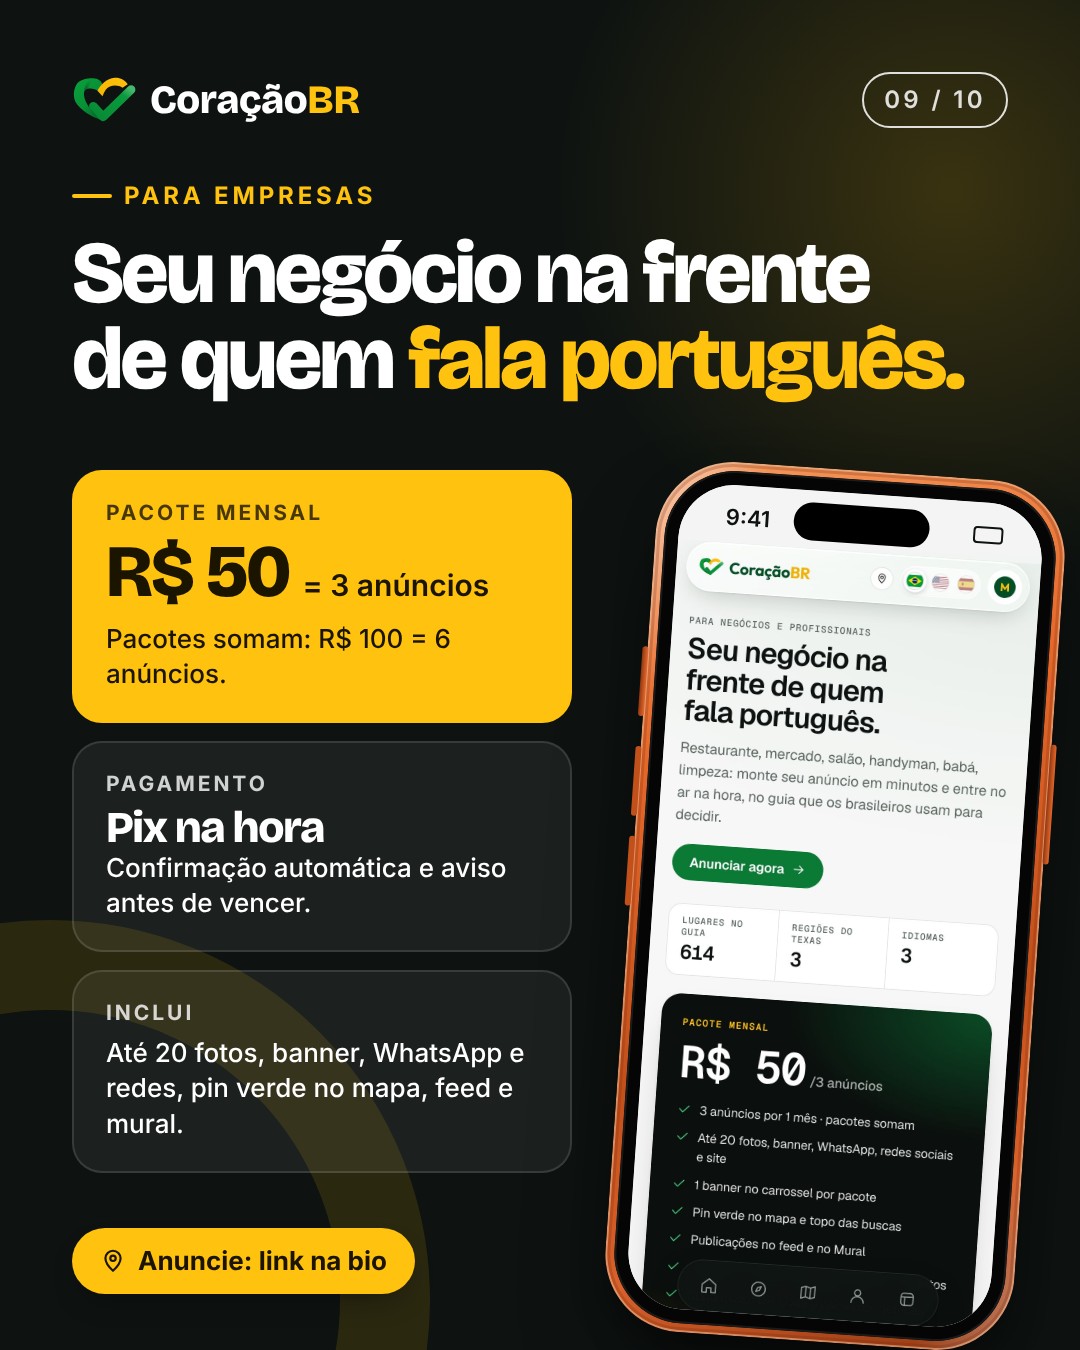 CoraçãoBR
09 / 10
PARA EMPRESAS
Seu negócio na frente
de quem fala português.
PACOTE MENSAL
R$ 50 = 3 anúncios
Pacotes somam: R$ 100 = 6
anúncios.
PAGAMENTO
Pix na hora
Confirmação automática e aviso
antes de vencer.
INCLUI
Até 20 fotos, banner, WhatsApp e
redes, pin verde no mapa, feed e
mural.
Anuncie: link na bio
9:41
CoraçãoBR
M
PARA NEGÓCIOS E PROFISSIONAIS
Seu negócio na
frente de quem
fala português.
Restaurante, mercado, salão, handyman, babá,
limpeza: monte seu anúncio em minutos e entre no
ar na hora, no guia que os brasileiros usam para
decidir.
Anunciar agora →
LUGARES NO
GUIA
614
REGIÕES DO
TEXAS
3
IDIOMAS
3
PACOTE MENSAL
R$ 50 /3 anúncios
3 anúncios por 1 mês · pacotes somam
Até 20 fotos, banner, WhatsApp, redes sociais
e site
1 banner no carrossel por pacote
Pin verde no mapa e topo das buscas
Publicações no feed e no Mural